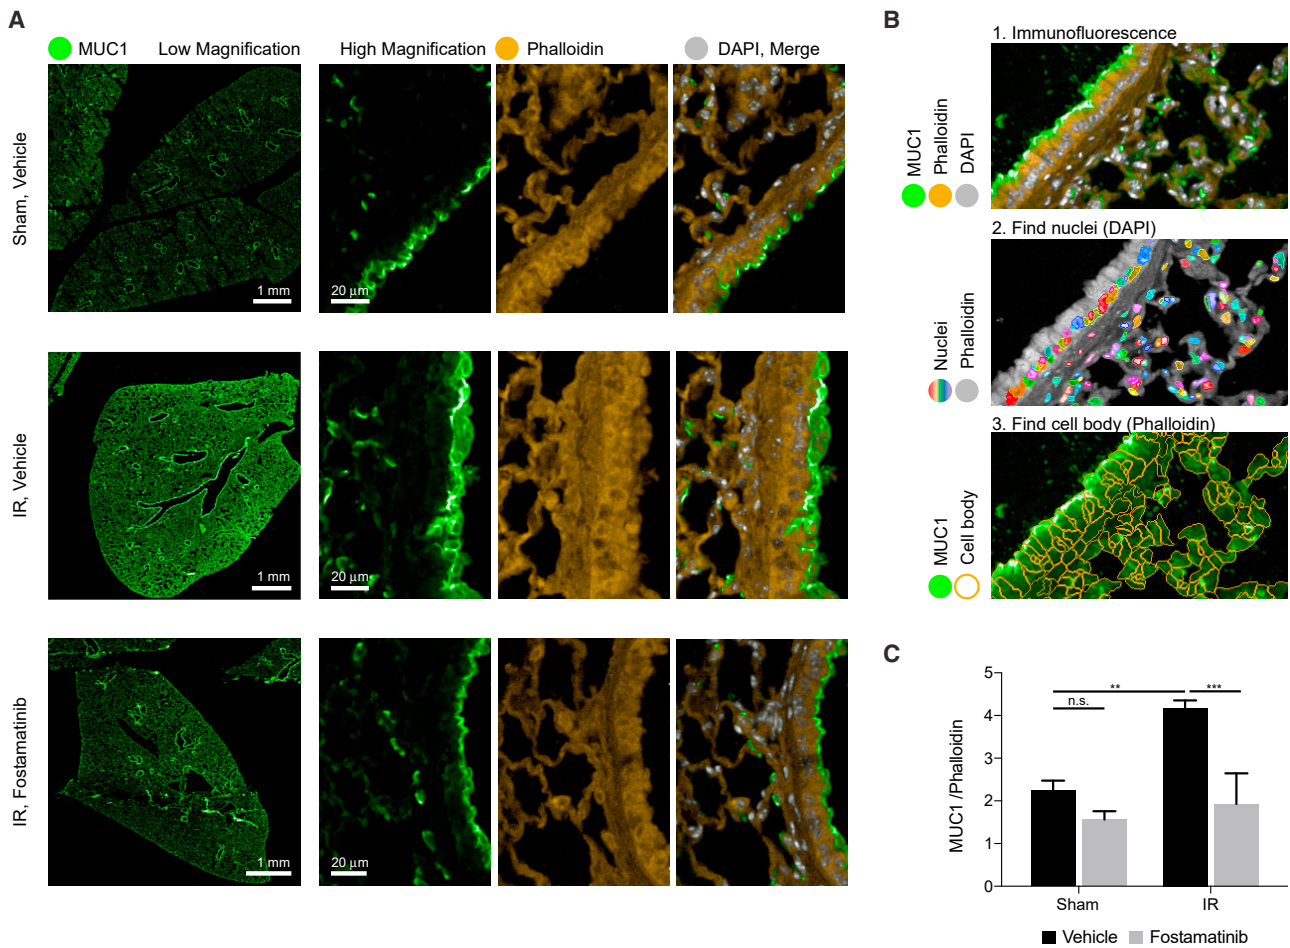 A
MUC1 Low Magnification High Magnification Phalloidin DAPI, Merge
Sham, Vehicle
1 mm
20 μm
IR, Vehicle
1 mm
20 μm
IR, Fostamatinib
1 mm
20 μm
B
1. Immunofluorescence
MUC1
Phalloidin
DAPI
2. Find nuclei (DAPI)
Nuclei
Phalloidin
3. Find cell body (Phalloidin)
MUC1
Cell body
C
MUC1 /Phalloidin
5
4
3
2
1
0
**
***
n.s.
Sham IR
Vehicle Fostamatinib